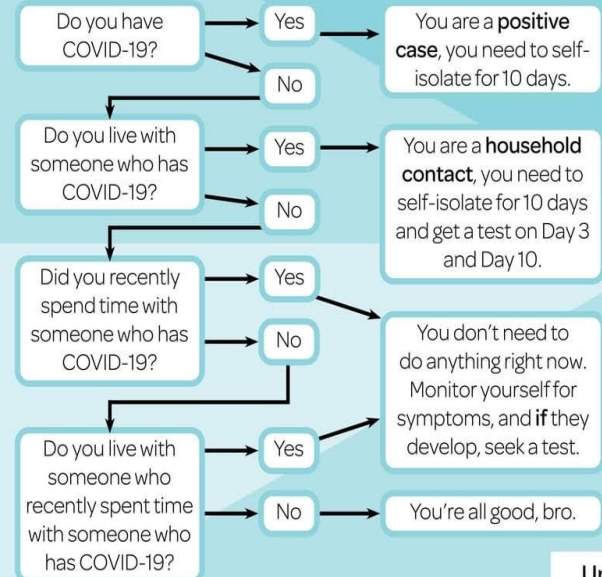 Do you have
COVID-19?
Yes
You are a positive
case, you need to self-
isolate for 10 days.
No
Do you live with
someone who has
COVID-19?
Yes
You are a household
contact, you need to
self-isolate for 10 days
and get a test on Day 3
and Day 10.
No
Did you recently
spend time with
someone who has
COVID-19?
Yes
No
You don't need to
do anything right now.
Monitor yourself for
symptoms, and if they
develop, seek a test.
Do you live with
someone who
recently spent time
with someone who
has COVID-19?
Yes
No
You're all good, bro.